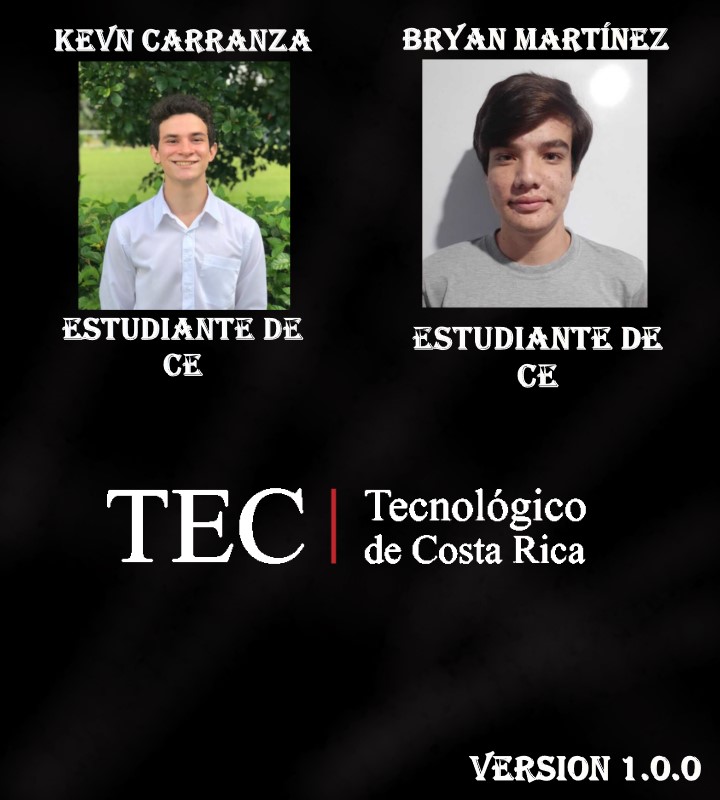 KEVN CARRANZA
BRYAN MARTÍNEZ
ESTUDIANTE DE
CE
ESTUDIANTE DE
CE
TEC | Tecnológico
de Costa Rica
VERSION 1.0.0